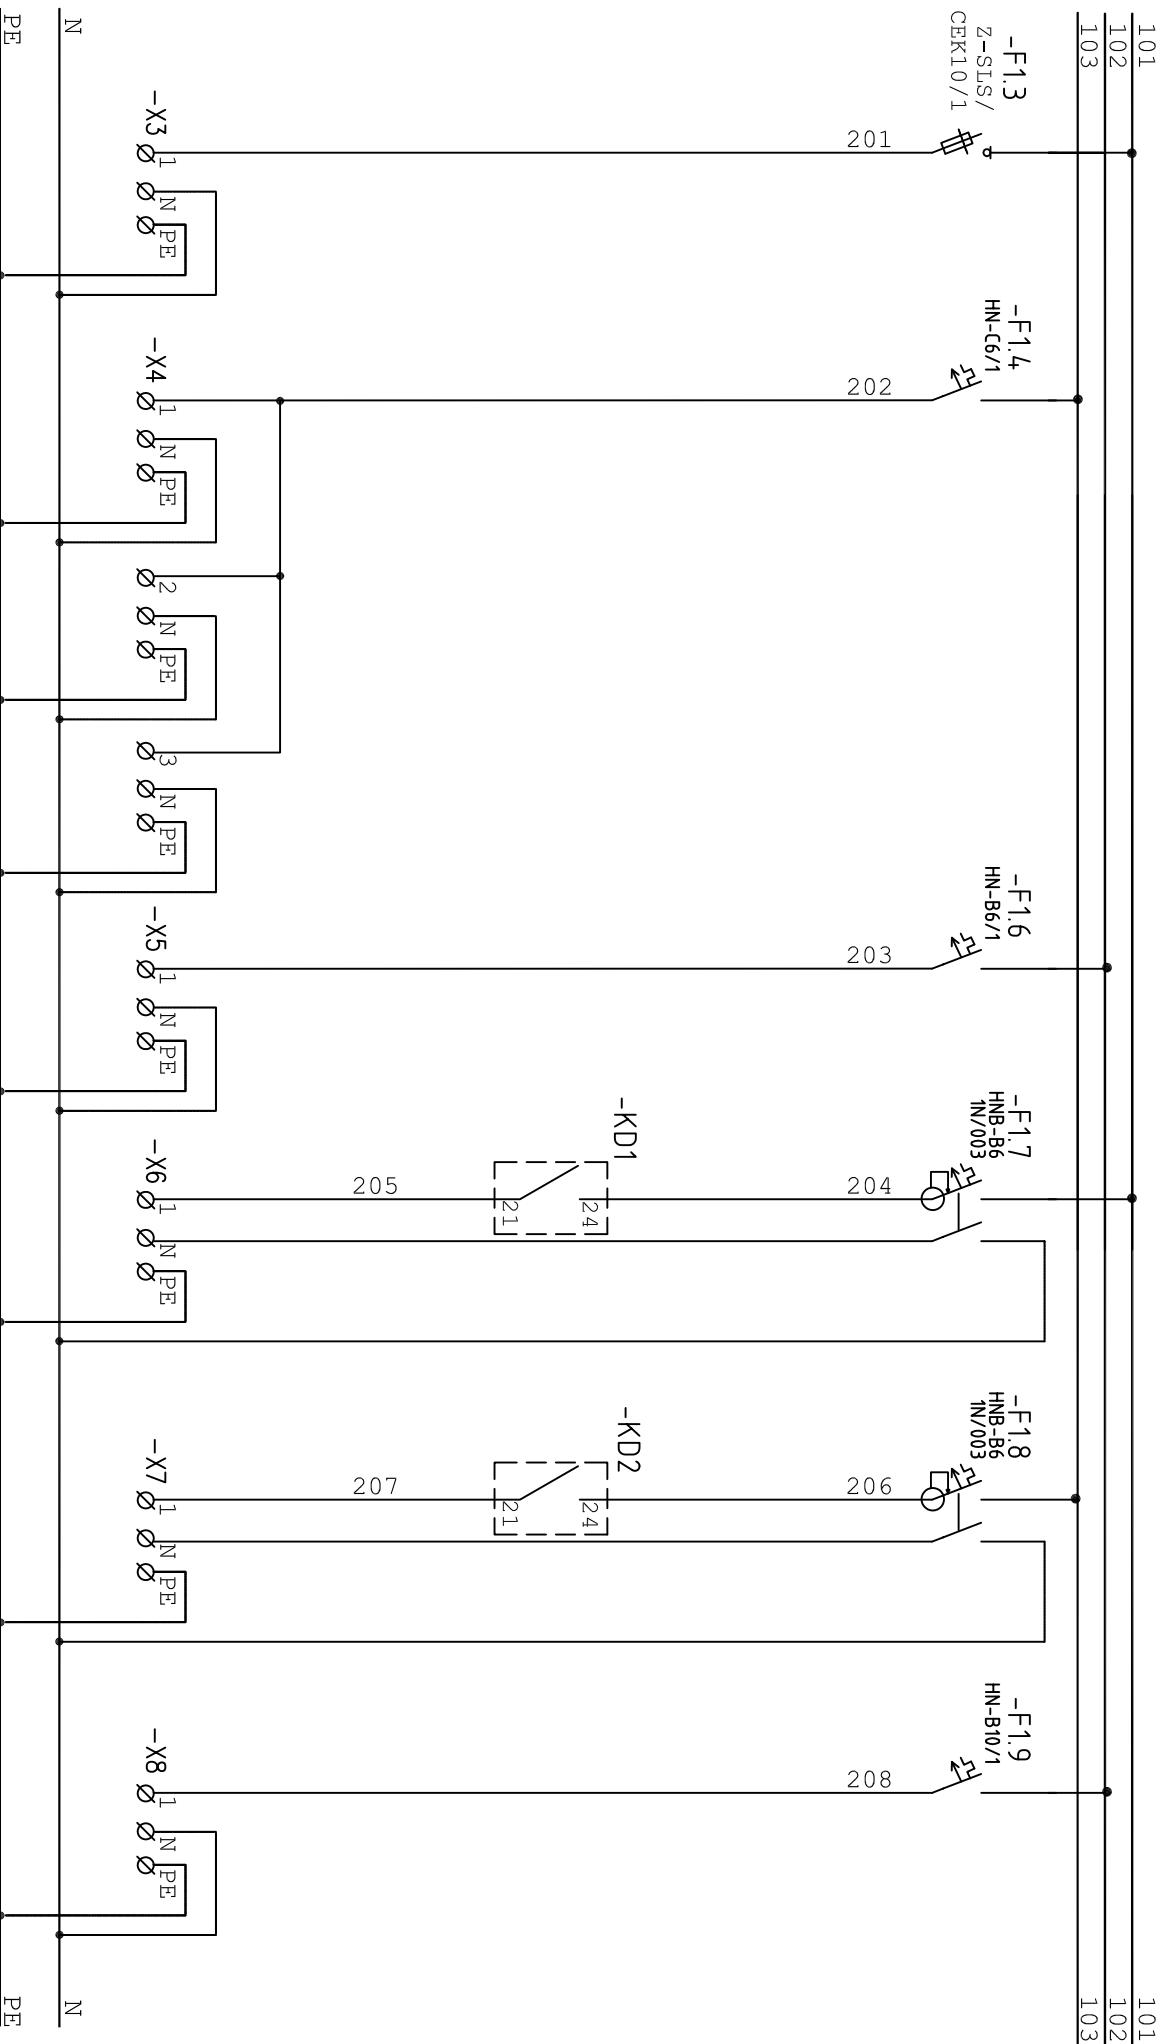 101
102
103
-F1.3
Z-SLS/
CEK10/1
201
-X3
1
N
PE
-F1.4
HN-C6/1
202
-X4
1
N
PE
2
N
PE
3
N
PE
-F1.6
HN-B6/1
203
-X5
1
N
PE
-F1.7
HNB-B6
1N/003
204
-KD1
24
21
205
-X6
1
N
PE
-F1.8
HNB-B6
1N/003
206
-KD2
24
21
207
-X7
1
N
PE
-F1.9
HN-B10/1
208
-X8
1
N
PE
101
102
103
N
N
PE
PE